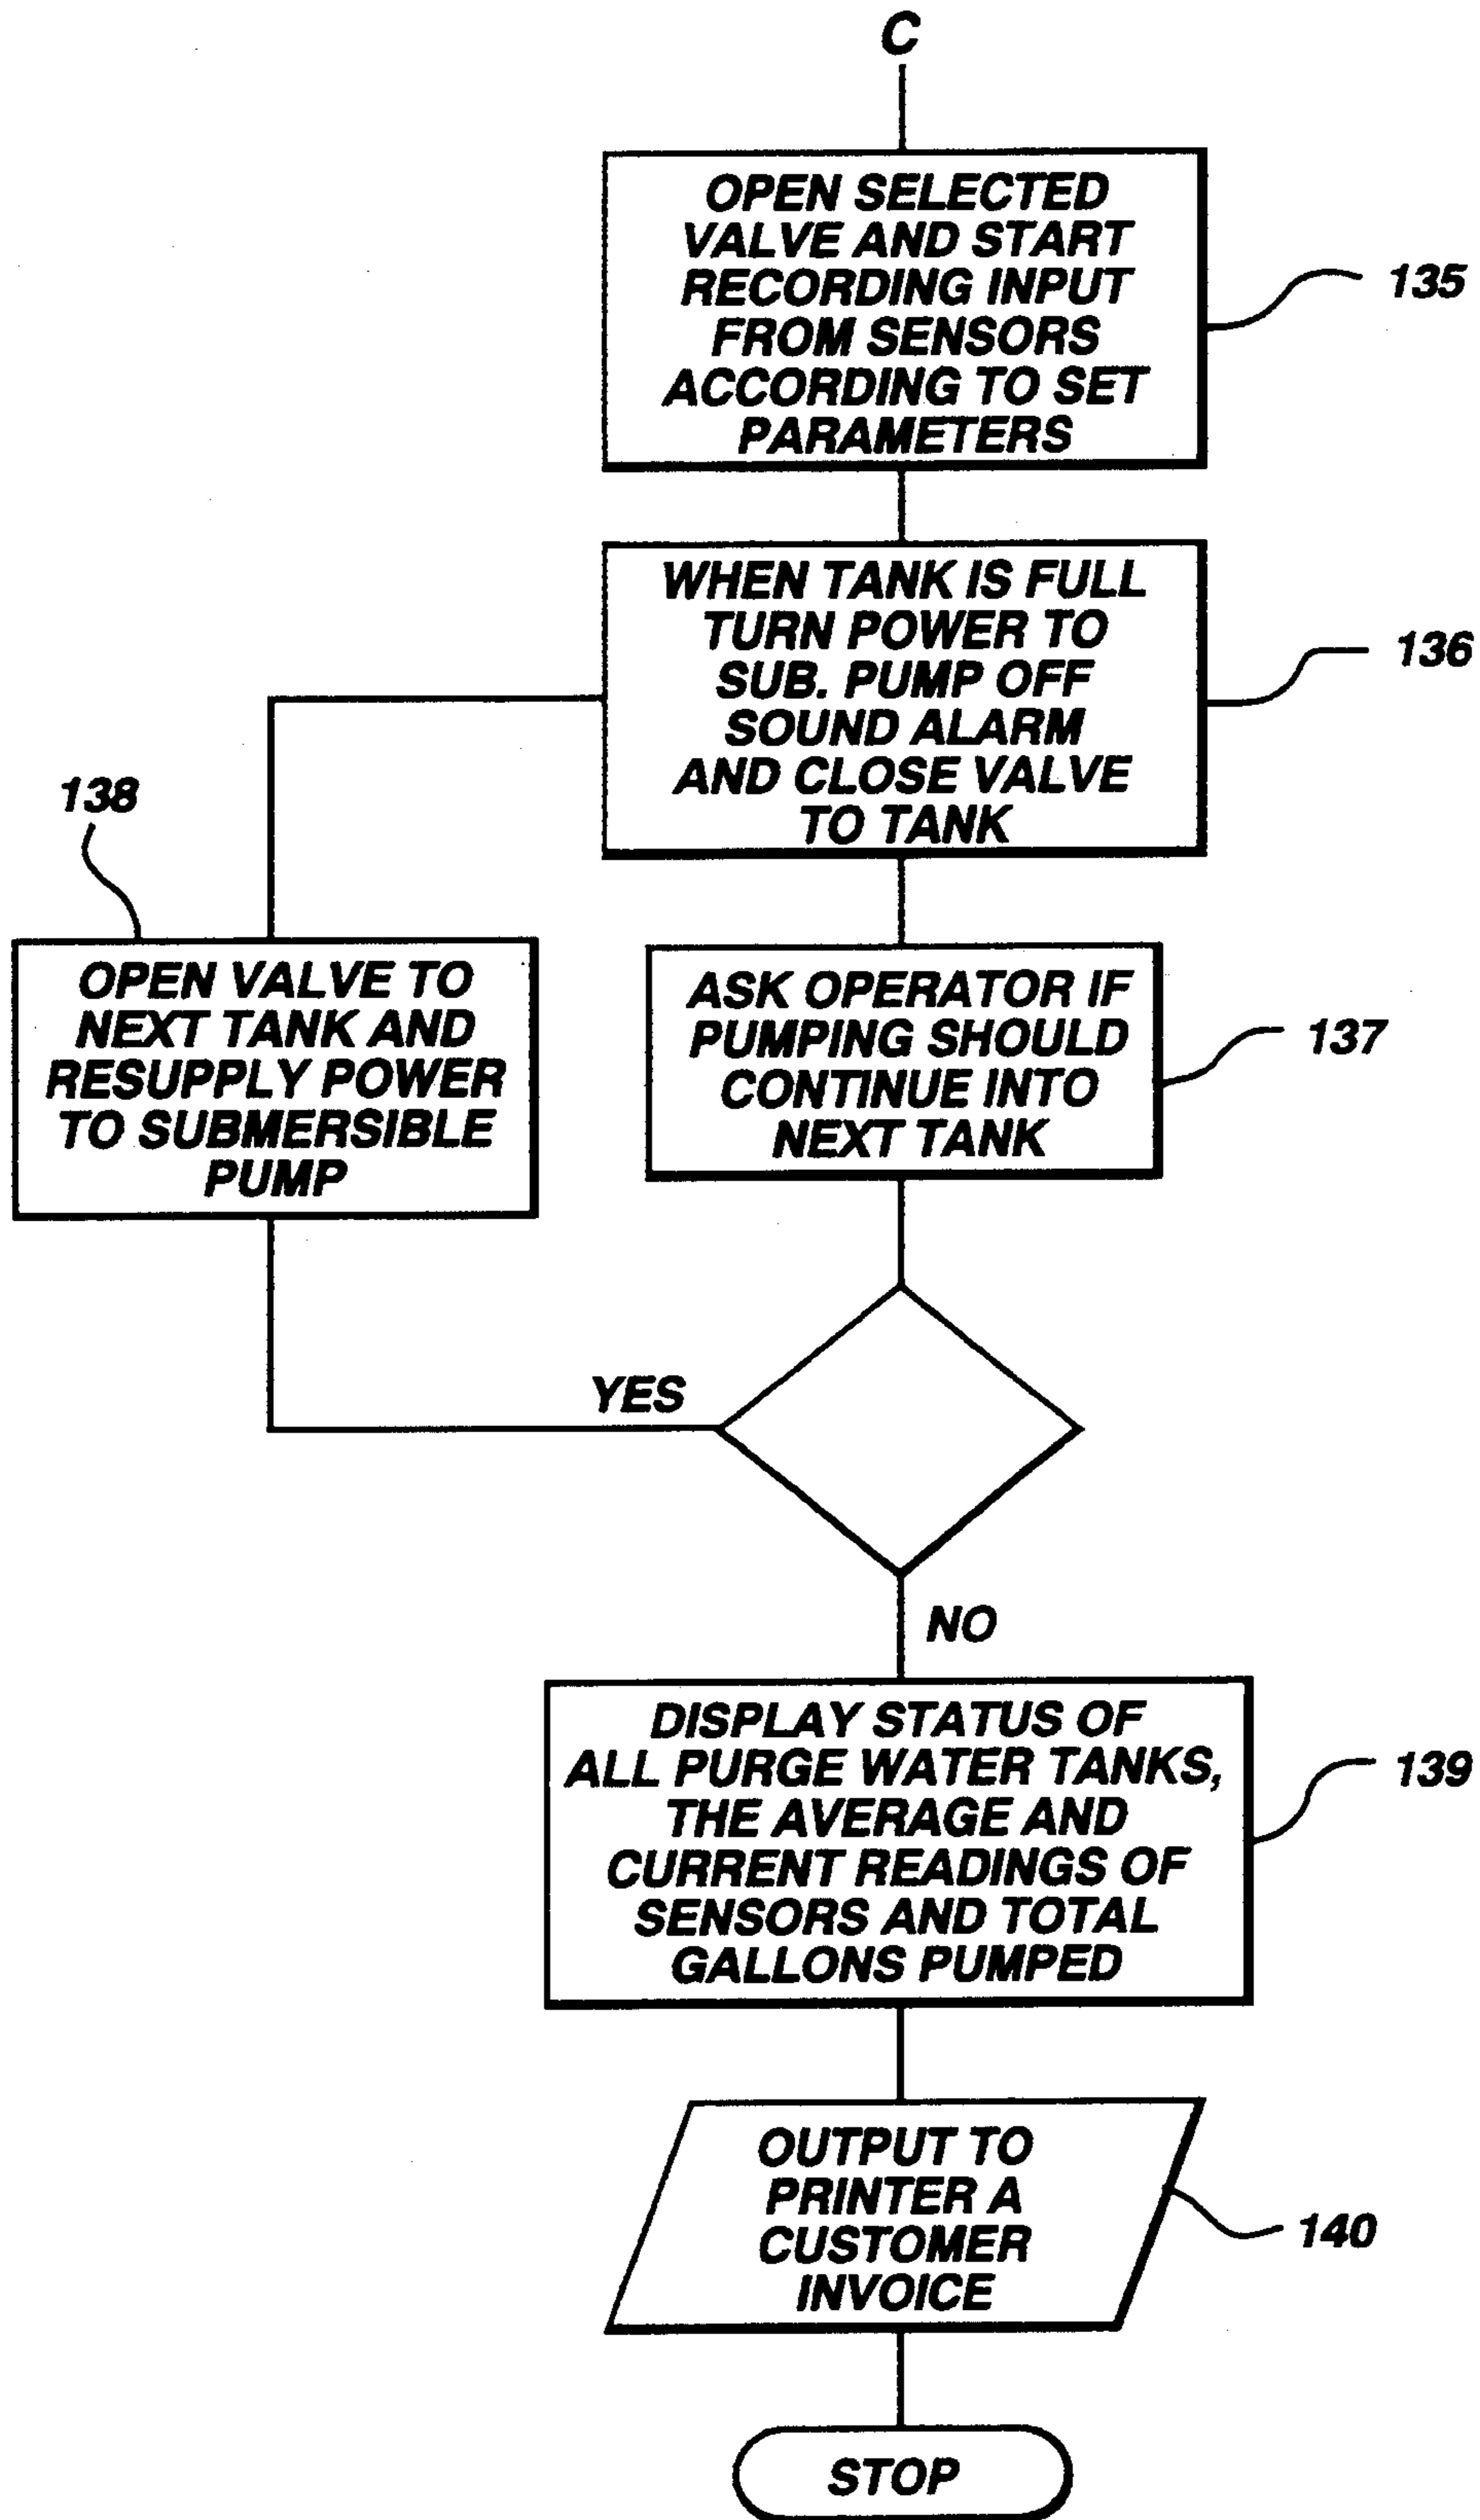 C
OPEN SELECTED
VALVE AND START
RECORDING INPUT
FROM SENSORS
ACCORDING TO SET
PARAMETERS
135
WHEN TANK IS FULL
TURN POWER TO
SUB. PUMP OFF
SOUND ALARM
AND CLOSE VALVE
TO TANK
136
138
OPEN VALVE TO
NEXT TANK AND
RESUPPLY POWER
TO SUBMERSIBLE
PUMP
ASK OPERATOR IF
PUMPING SHOULD
CONTINUE INTO
NEXT TANK
137
YES
NO
DISPLAY STATUS OF
ALL PURGE WATER TANKS,
THE AVERAGE AND
CURRENT READINGS OF
SENSORS AND TOTAL
GALLONS PUMPED
139
OUTPUT TO
PRINTER A
CUSTOMER
INVOICE
140
STOP